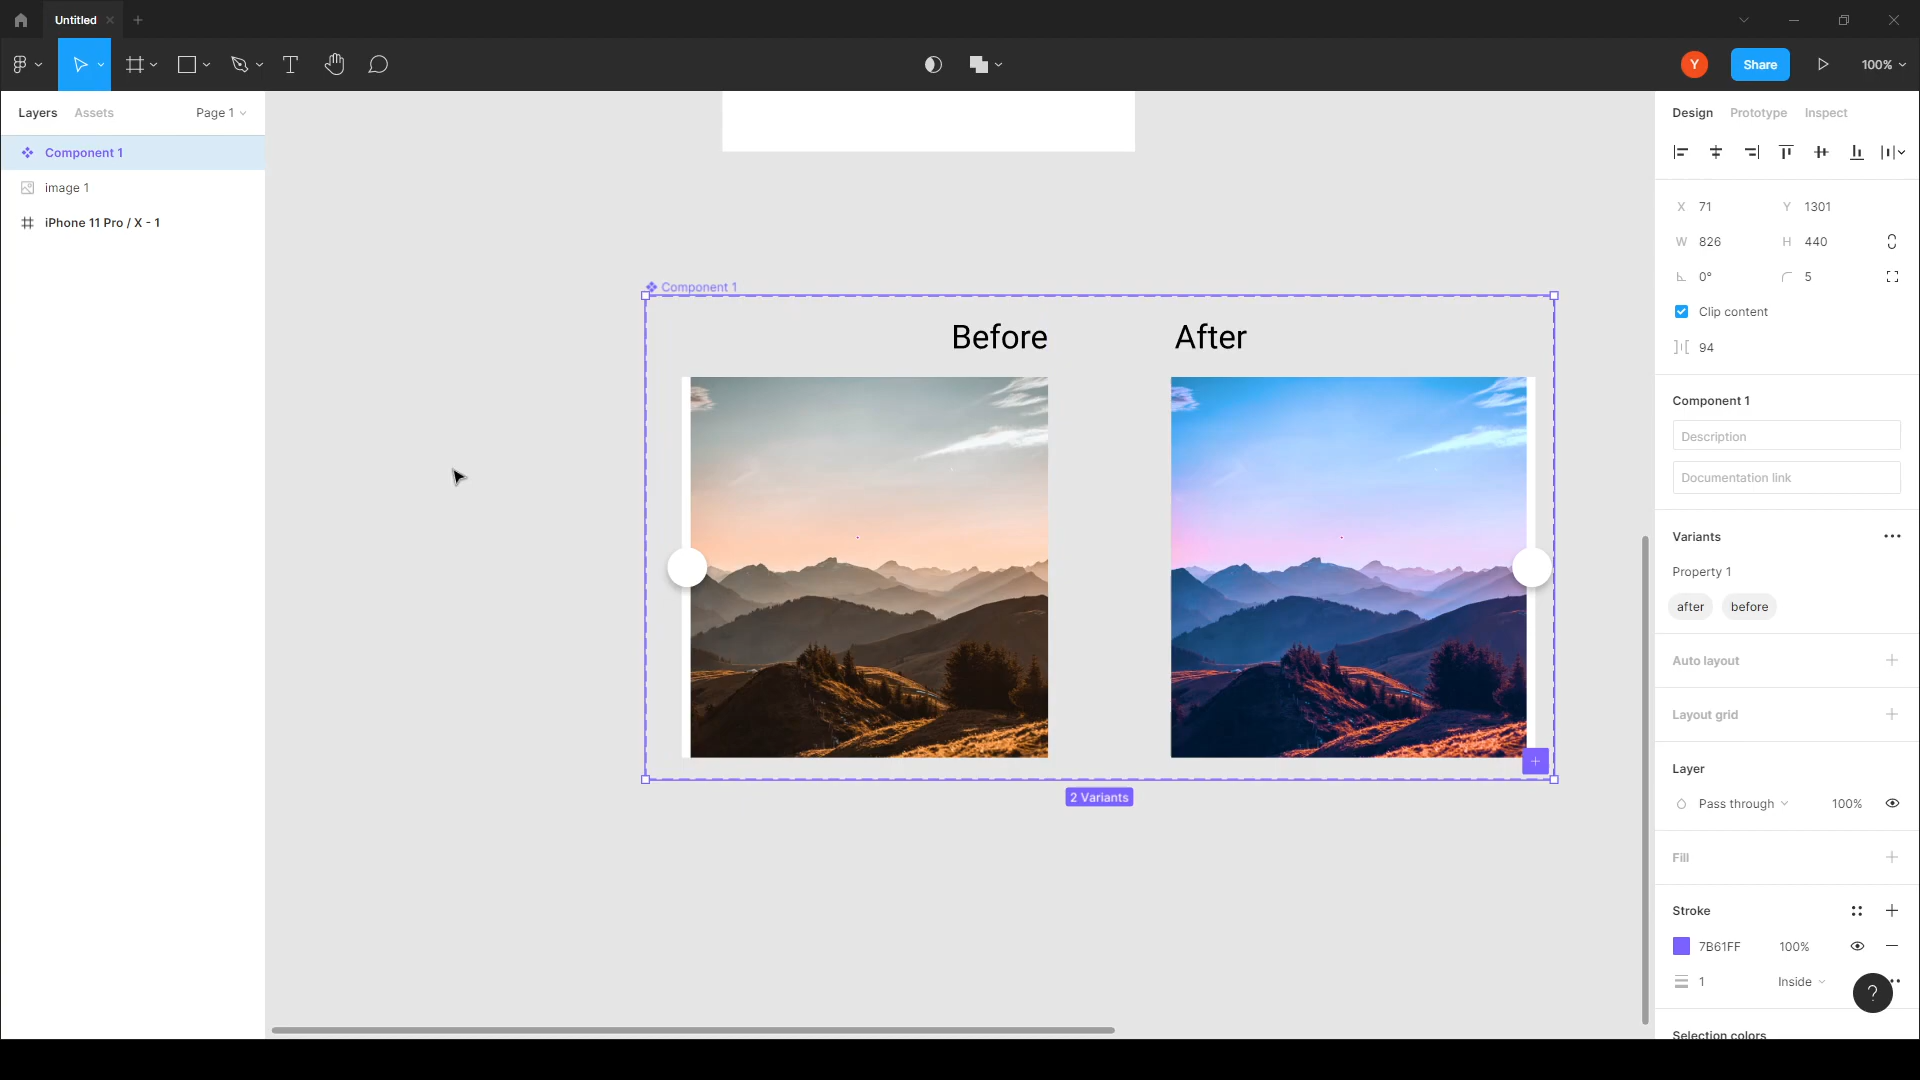 Untitled
Y
Share
100%
Layers
Assets
Page 1
Component 1
image 1
iPhone 11 Pro / X - 1
Component 1
Before
After
2 Variants
Design
Prototype
Inspect
X 71
Y 1301
W 826
H 440
0°
5
Clip content
94
Component 1
Description
Documentation link
Variants
Property 1
after
before
Auto layout
Layout grid
Layer
Pass through
100%
Fill
Stroke
7B61FF
100%
1
Inside
?
Selection colors